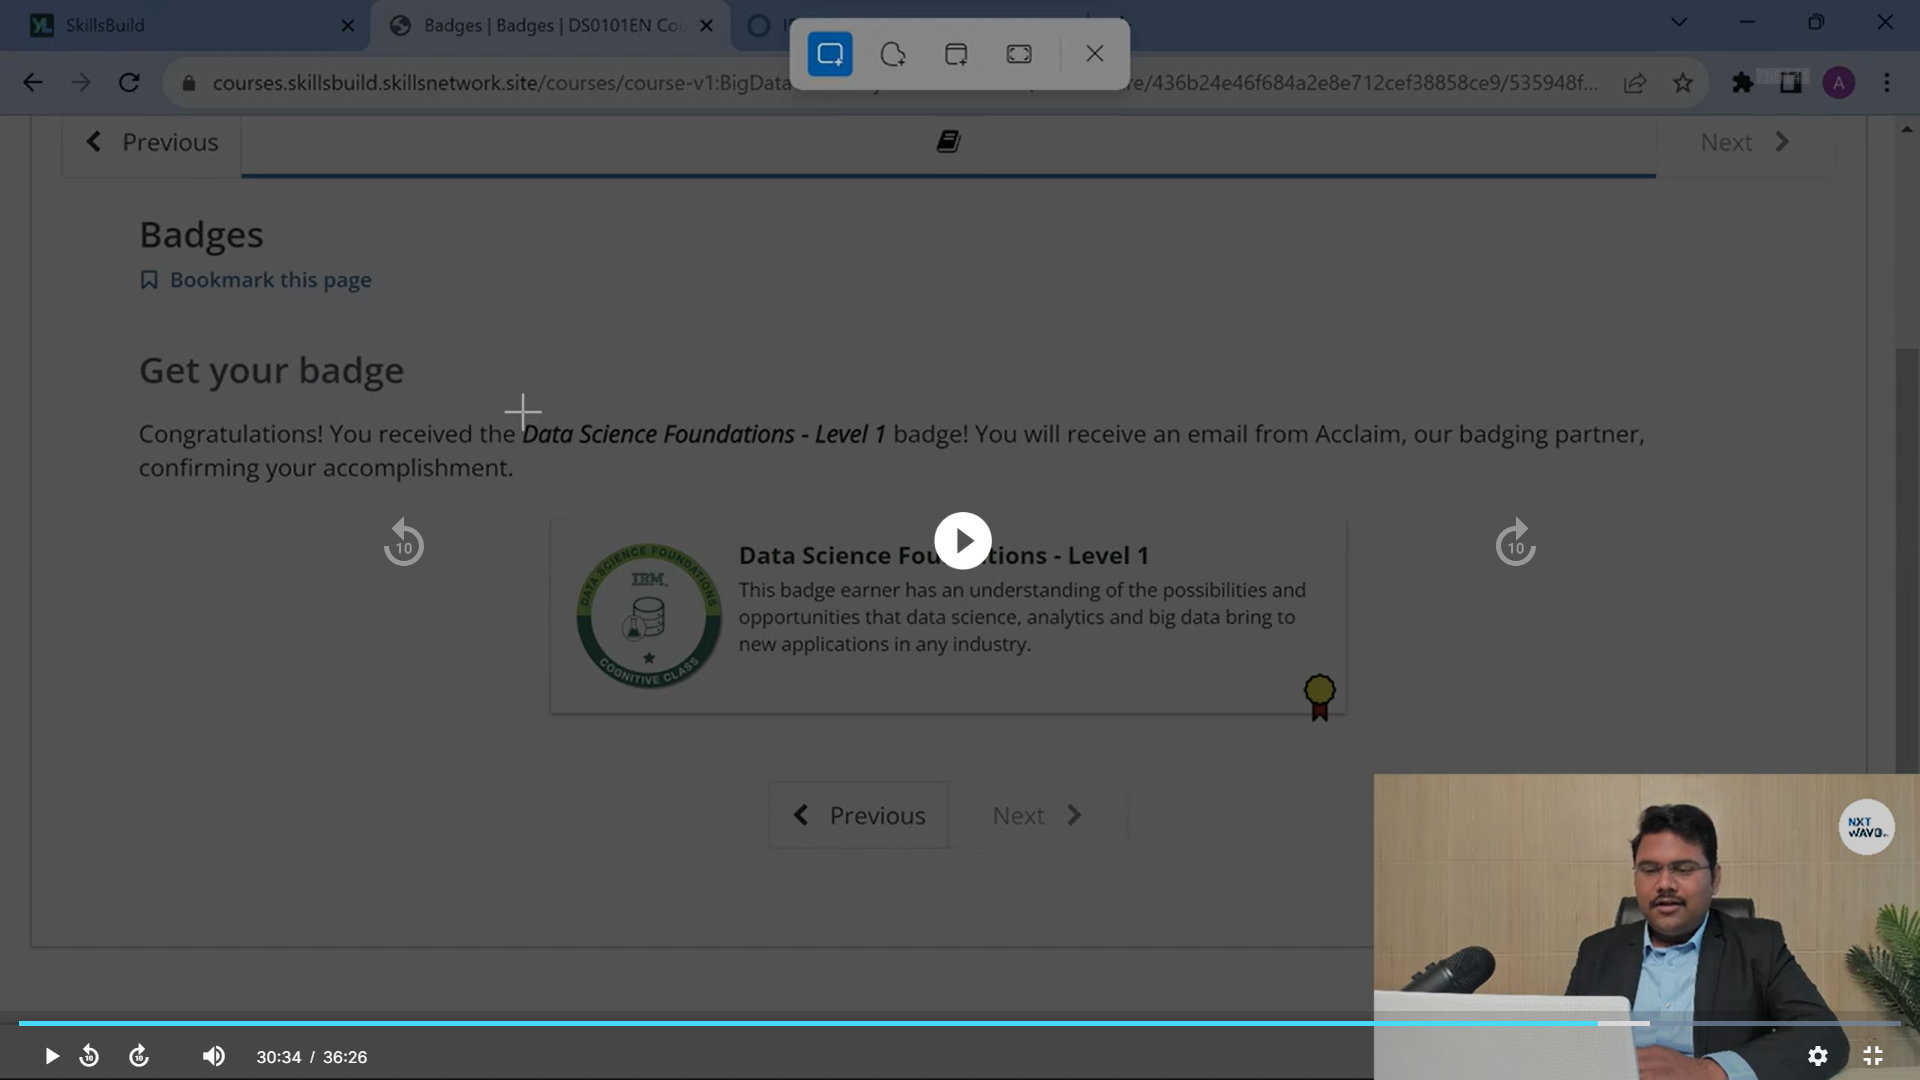 SkillsBuild
Badges | Badges | DS0101EN Cou
courses.skillsbuild.skillsnetwork.site/courses/course-v1:BigData
re/436b24e46f684a2e8e712cef38858ce9/535948f...
A
Previous
Next
Badges
Bookmark this page
Get your badge
Congratulations! You received the Data Science Foundations - Level 1 badge! You will receive an email from Acclaim, our badging partner,
confirming your accomplishment.
10
10
DATA SCIENCE FOUNDATIONS
IBM
COGNITIVE CLASS
Data Science Foun tions - Level 1
This badge earner has an understanding of the possibilities and
opportunities that data science, analytics and big data bring to
new applications in any industry.
Previous
Next
NXT
WAVE
10
10
30:34 / 36:26